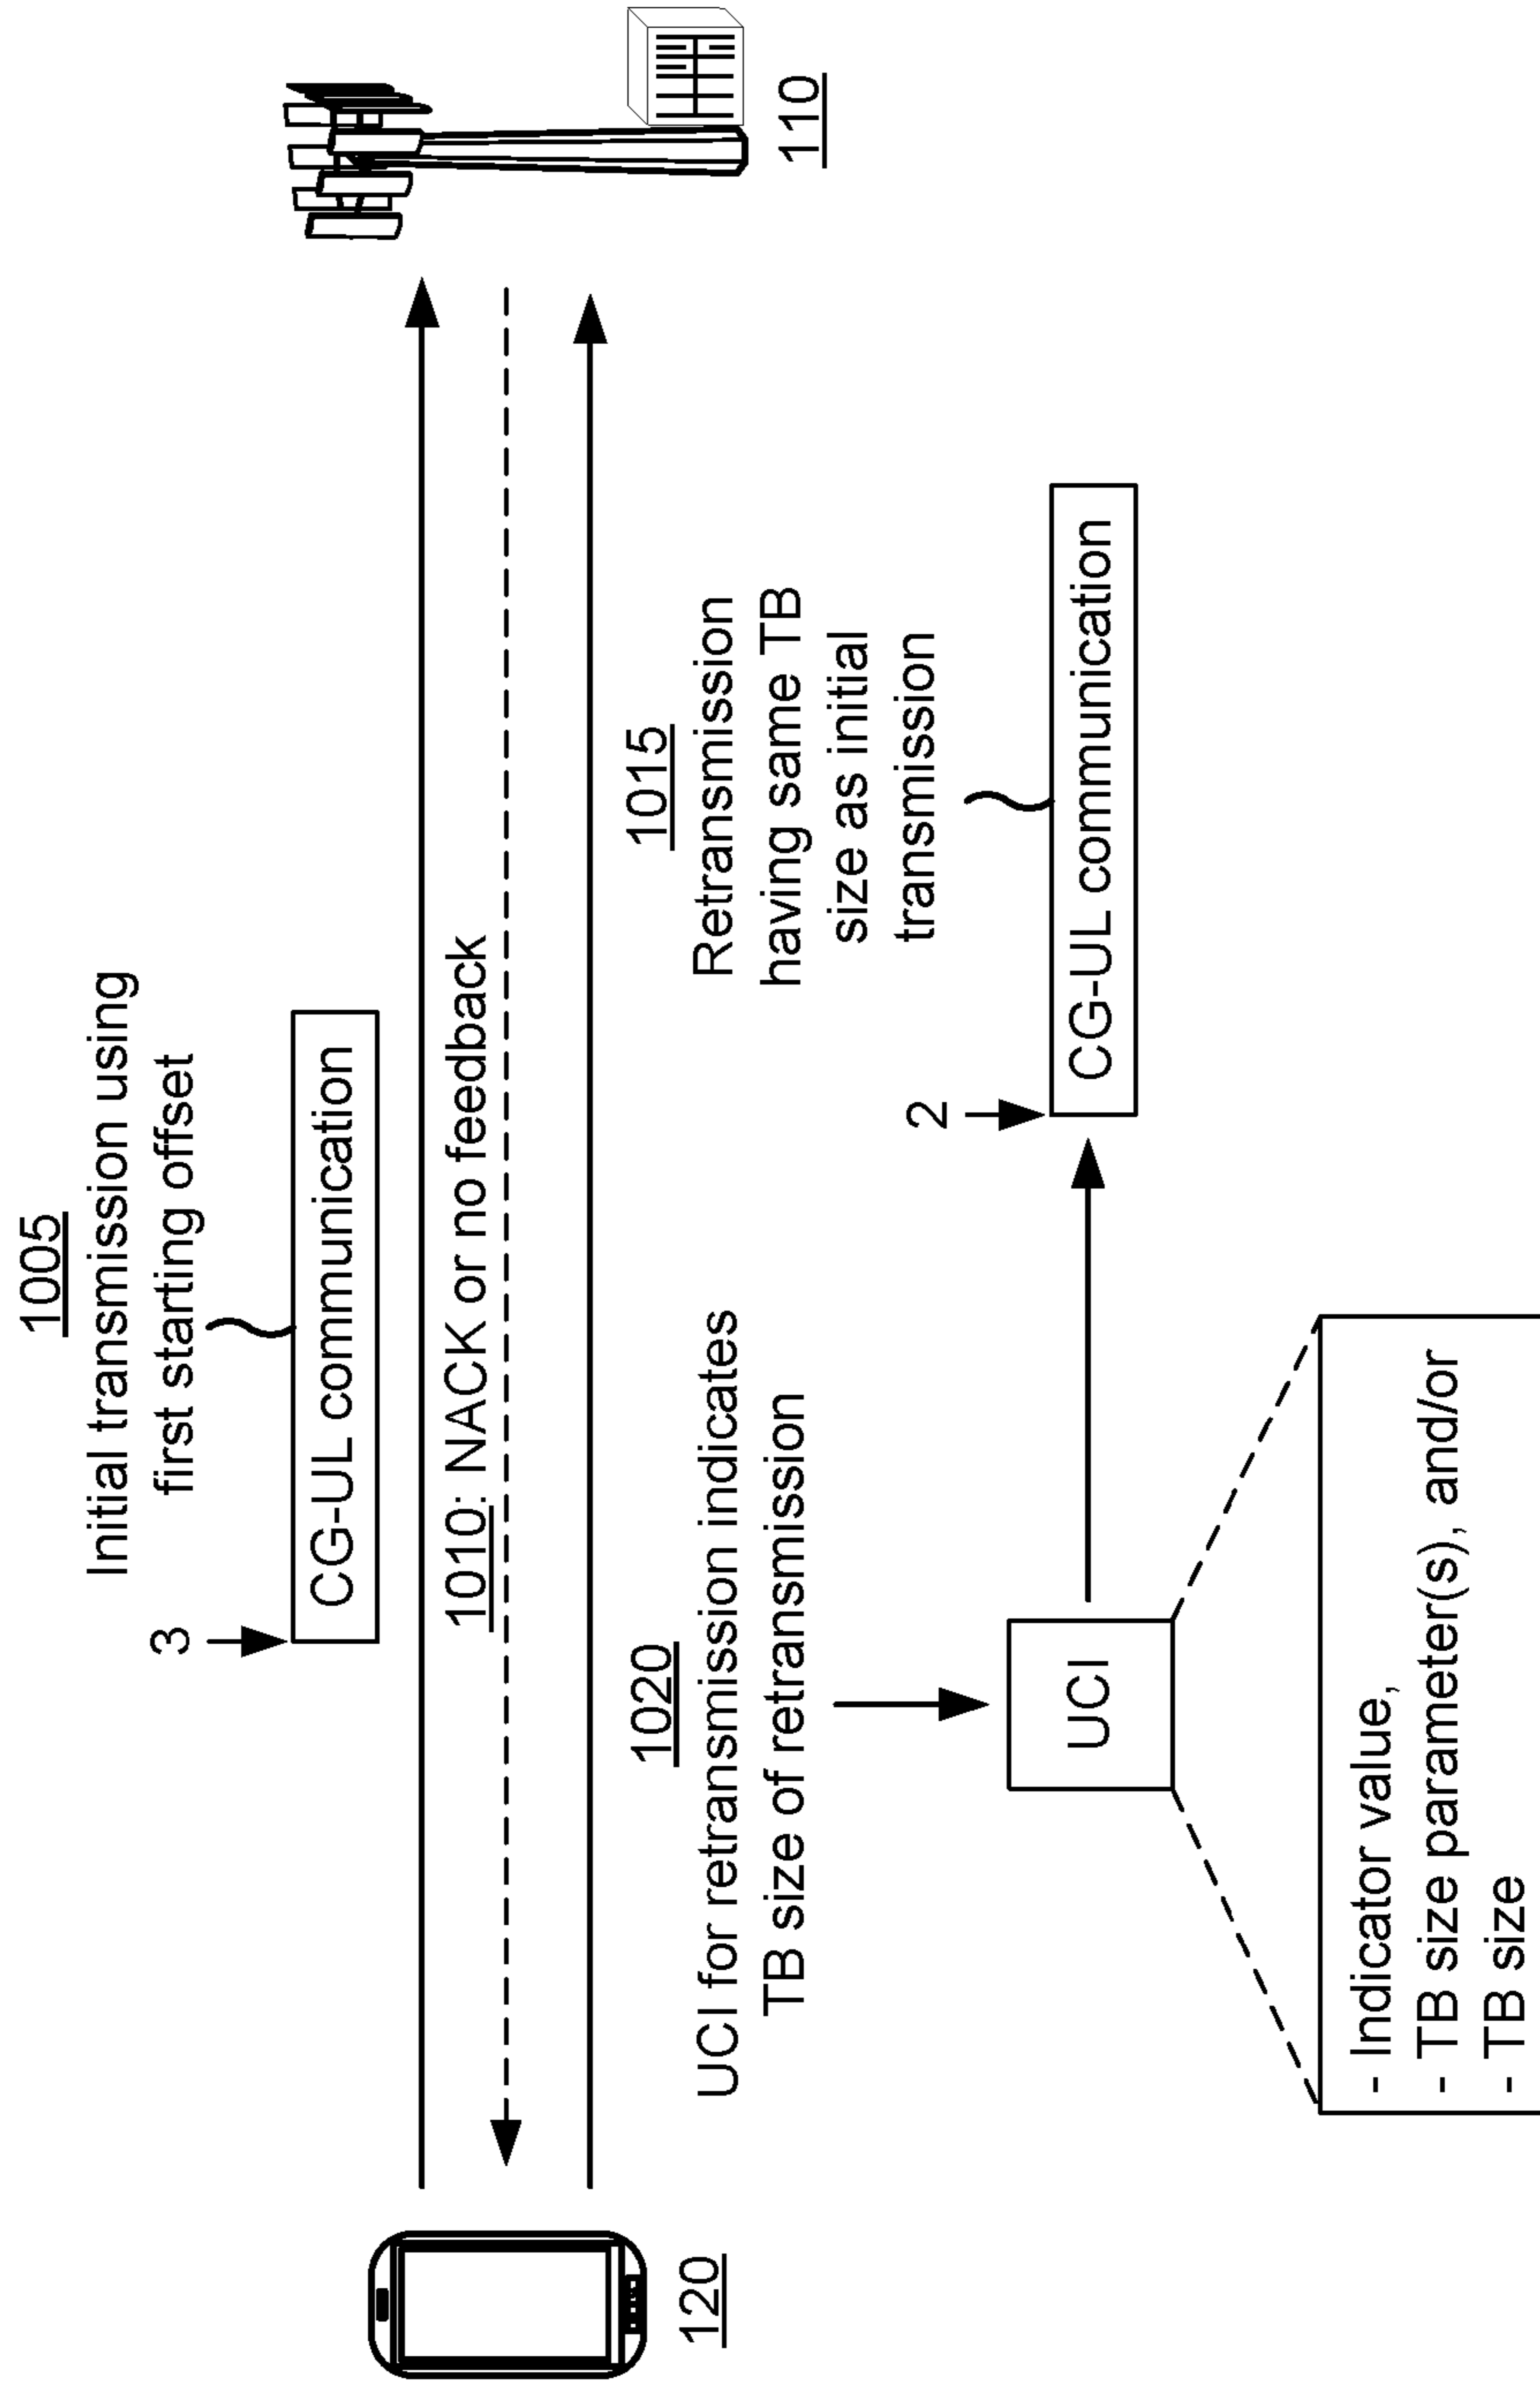 1005
Initial transmission using
first starting offset
3
CG-UL communication
1010: NACK or no feedback
110
120
1020
UCI for retransmission indicates
TB size of retransmission
1015
Retransmission
having same TB
size as initial
transmission
2
UCI
CG-UL communication
- Indicator value,
- TB size parameter(s), and/or
- TB size